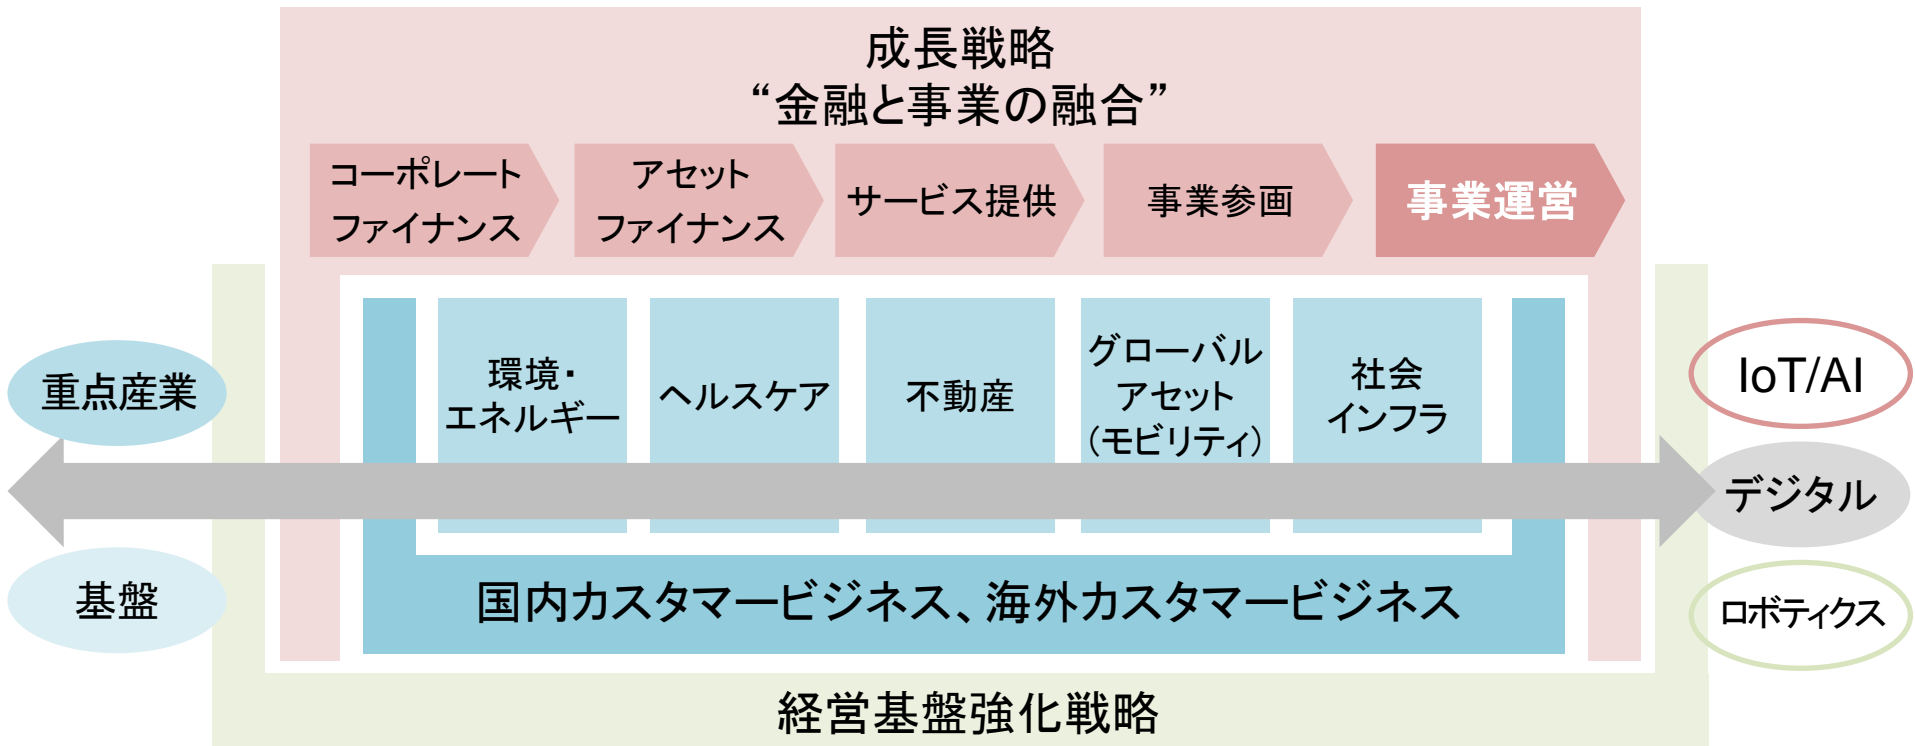 成長戦略
“金融と事業の融合”
コーポレート
ファイナンス
アセット
ファイナンス
サービス提供
事業参画
事業運営
重点産業
環境・
エネルギー
ヘルスケア
不動産
グローバル
アセット
(モビリティ)
社会
インフラ
IoT/AI
デジタル
基盤
国内カスタマービジネス、海外カスタマービジネス
ロボティクス
経営基盤強化戦略